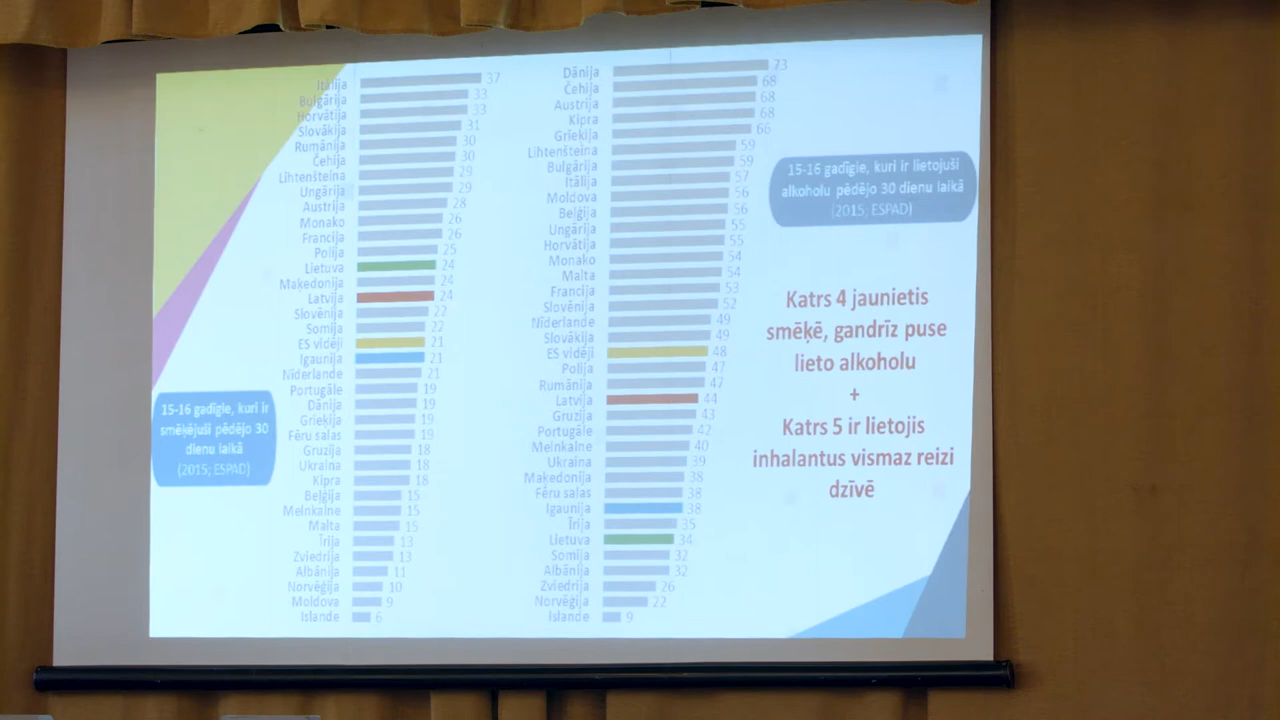 Itālija 37
Bulgārija 33
Horvātija 33
Slovākija 31
Rumānija 30
Čehija 30
Lihtenšteina 29
Ungārija 29
Austrija 28
Monako 26
Francija 26
Polija 25
Lietuva 24
Maķedonija 24
Latvija 24
Slovēnija 22
Somija 22
ES vidēji 21
Igaunija 21
Nīderlande 21
Portugāle 19
Dānija 19
Grieķija 19
Fēru salas 19
Gruzija 18
Ukraina 18
Kipra 18
Beļģija 15
Melnkalne 15
Malta 15
Īrija 13
Zviedrija 13
Albānija 11
Norvēģija 10
Moldova 9
Islande 6
15-16 gadīgie, kuri ir
smēķējuši pēdējo 30
dienu laikā
(2015; ESPAD)
Dānija 73
Čehija 68
Austrija 68
Kipra 68
Griekija 66
Lihtenšteina 59
Bulgārija 59
Itālija 57
Moldova 56
Beļģija 56
Ungārija 55
Horvātija 55
Monako 54
Malta 54
Francija 53
Slovēnija 52
Nīderlande 49
Slovākija 49
ES vidēji 48
Polija 47
Rumānija 47
Latvija 44
Gruzija 43
Portugāle 42
Melnkalne 40
Ukraina 39
Maķedonija 38
Fēru salas 38
Igaunija 38
Īrija 35
Lietuva 34
Somija 32
Albānija 32
Zviedrija 26
Norvēģija 22
Islande 9
15-16 gadīgie, kuri ir lietojuši
alkoholu pēdējo 30 dienu laikā
(2015; ESPAD)
Katrs 4 jaunietis
smēķē, gandrīz puse
lieto alkoholu
+
Katrs 5 ir lietojis
inhalantus vismaz reizi
dzīvē